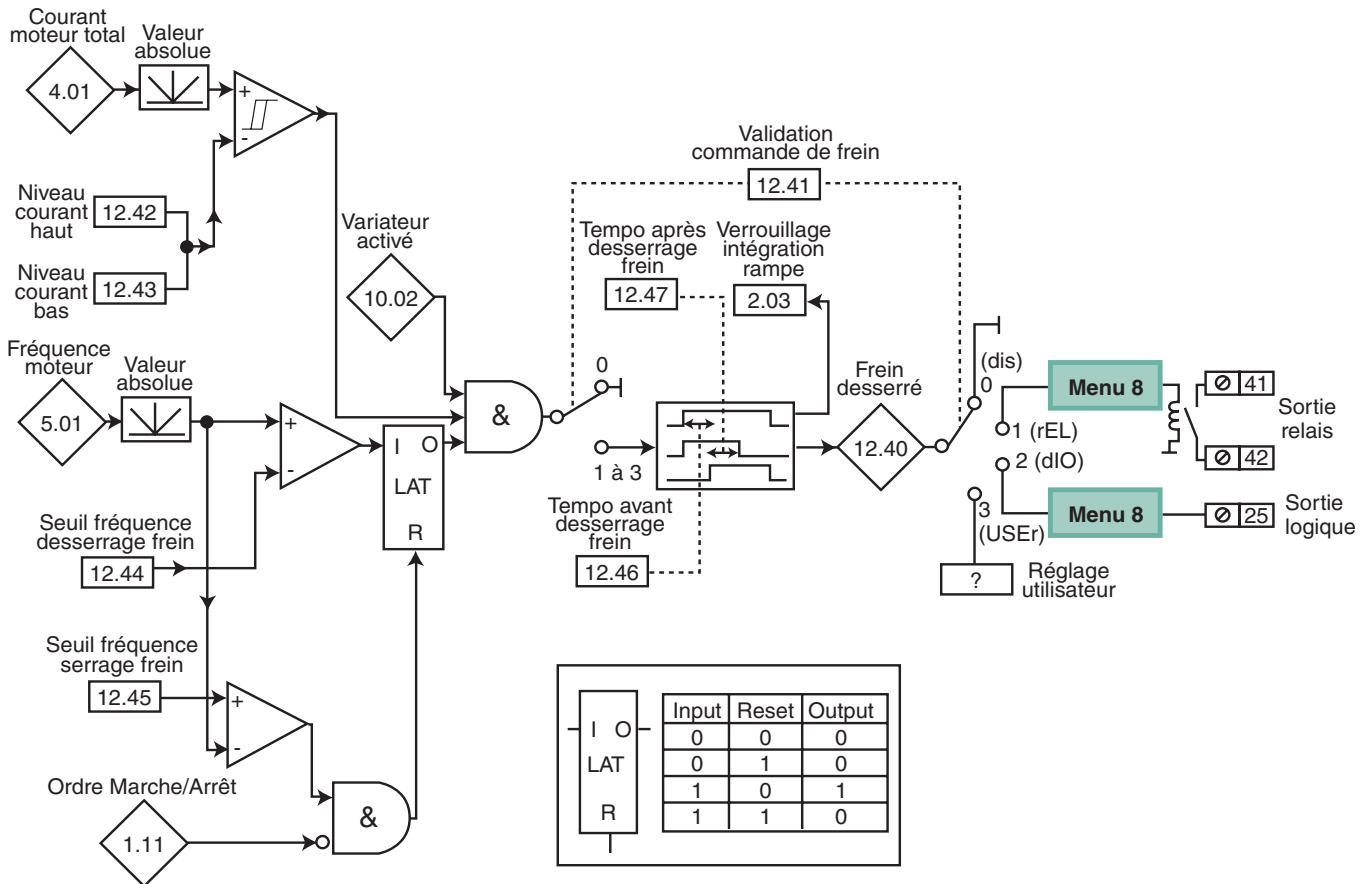 Courant
moteur total
4.01
Valeur
absolue
+
-
Niveau
courant
haut
12.42
Niveau
courant
bas
12.43
Fréquence
moteur
5.01
Valeur
absolue
+
-
Seuil fréquence
desserrage frein
12.44
Seuil fréquence
serrage frein
12.45
+
-
Ordre Marche/Arrêt
1.11
&
I O
LAT
R
Variateur
activé
10.02
&
0
1 à 3
Validation
commande de frein
12.41
Tempo après
desserrage
frein
12.47
Verrouillage
intégration
rampe
2.03
Tempo avant
desserrage
frein
12.46
Frein
desserré
12.40
(dis)
0
1 (rEL)
2 (dIO)
3
(USEr)
?
Réglage
utilisateur
Menu 8
41
42
Sortie
relais
Menu 8
25
Sortie
logique
I O
LAT
R
Input Reset Output
0 0 0
0 1 0
1 0 1
1 1 0